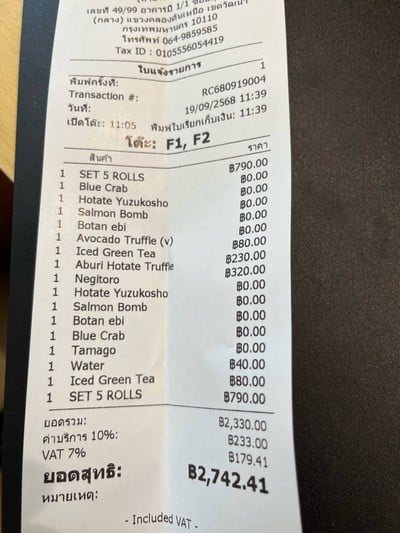 เลขที่ 49/99 อาคารบี 1/1
(กลาง) แขวงคลองตันเหนือ เขตวัฒนา
กรุงเทพมหานคร 10110
โทรศัพท์ 064-9859585
Tax ID : 0105556054419
ใบแจ้งรายการ
พิมพ์ครั้งที่: 1
Transaction #: RC680919004
วันที่: 19/09/2568 11:39
เปิดโต๊ะ: 11:05 พิมพ์ใบเรียกเก็บเงิน: 11:39
โต๊ะ: F1, F2
สินค้า ราคา
1 SET 5 ROLLS ฿790.00
1 Blue Crab ฿0.00
1 Hotate Yuzukosho ฿0.00
1 Salmon Bomb ฿0.00
1 Botan ebi ฿0.00
1 Avocado Truffle (v) ฿0.00
1 Iced Green Tea ฿80.00
1 Aburi Hotate Truffle ฿230.00
1 Negitoro ฿320.00
1 Hotate Yuzukosho ฿0.00
1 Salmon Bomb ฿0.00
1 Botan ebi ฿0.00
1 Blue Crab ฿0.00
1 Tamago ฿0.00
1 Water ฿40.00
1 Iced Green Tea ฿80.00
1 SET 5 ROLLS ฿790.00
ยอดรวม: ฿2,330.00
ค่าบริการ 10%: ฿233.00
VAT 7% ฿179.41
ยอดสุทธิ: ฿2,742.41
หมายเหตุ:
- Included VAT -